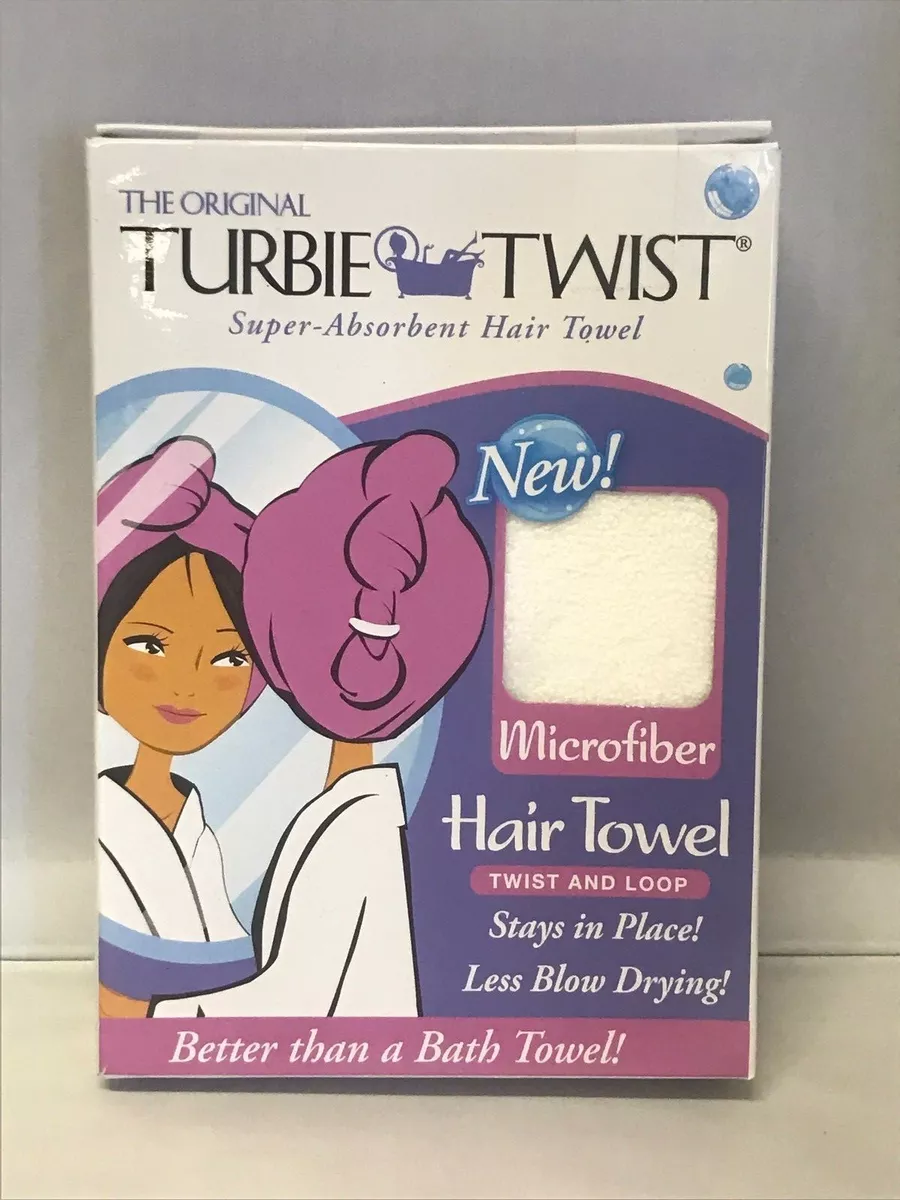 THE ORIGINAL
TURBIE TWIST®
Super-Absorbent Hair Towel
New!
Microfiber
Hair Towel
TWIST AND LOOP
Stays in Place!
Less Blow Drying!
Better than a Bath Towel!